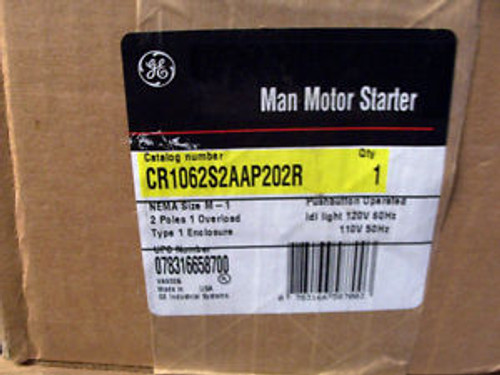 GE
Man Motor Starter
Catalog number Qty
CR1062S2AAP202R 1
NEMA Size M-1 Pushbutton Operated
2 Poles 1 Overload Idl light 120V 60Hz
Type 1 Enclosure 110V 50Hz
UPC Number
078316658700
Made in USA
GE Industrial Systems